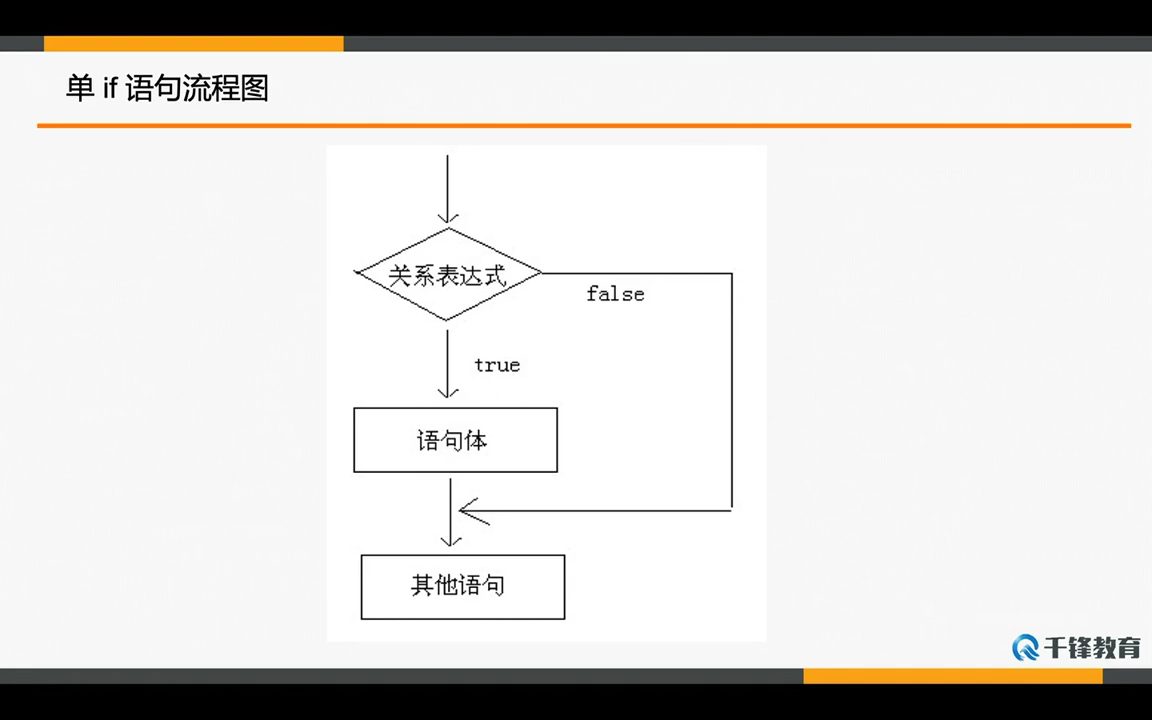 单 if 语句流程图
关系表达式
false
true
语句体
其他语句
千锋教育